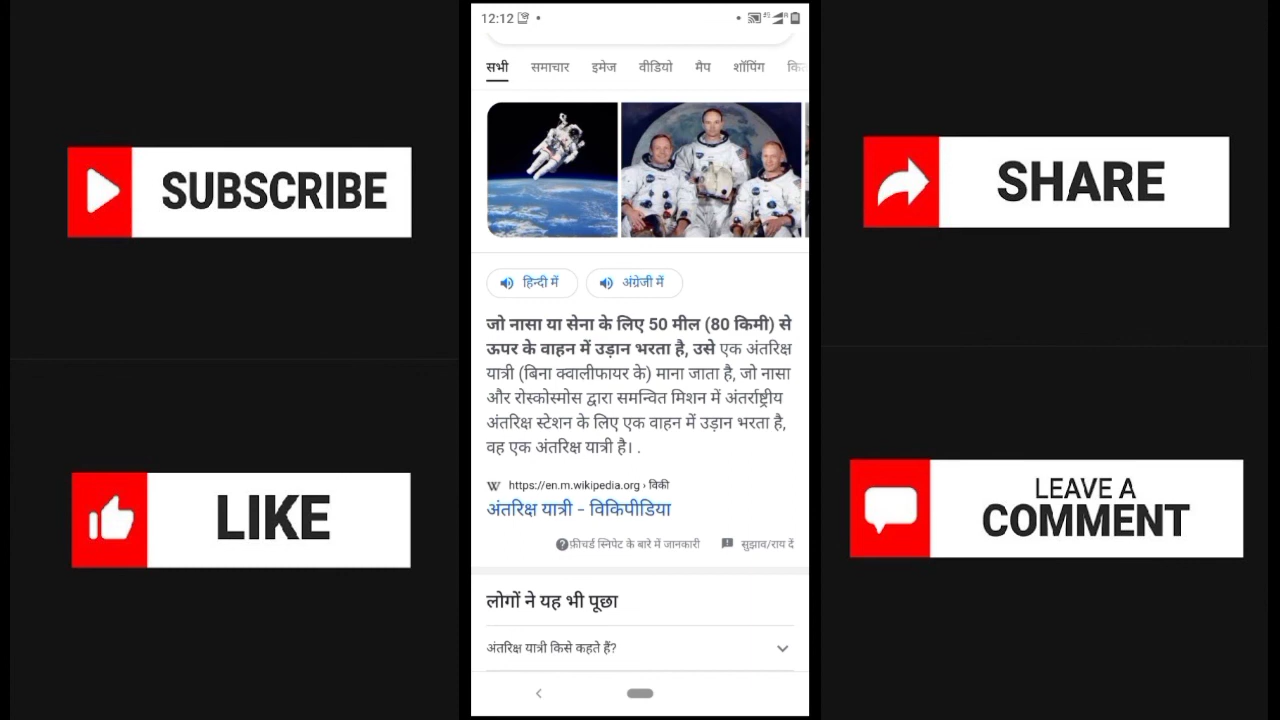 SUBSCRIBE
LIKE
12:12
सभी समाचार इमेज वीडियो मैप शॉपिंग
हिन्दी में अंग्रेजी में
जो नासा या सेना के लिए 50 मील (80 किमी) से
ऊपर के वाहन में उड़ान भरता है, उसे एक अंतरिक्ष
यात्री (बिना क्वालीफायर के) माना जाता है, जो नासा
और रोस्कोस्मोस द्वारा समन्वित मिशन में अंतर्राष्ट्रीय
अंतरिक्ष स्टेशन के लिए एक वाहन में उड़ान भरता है,
वह एक अंतरिक्ष यात्री है। .
W https://en.m.wikipedia.org › विकी
अंतरिक्ष यात्री - विकिपीडिया
फ़ीचर्ड स्निपेट के बारे में जानकारी सुझाव/राय दें
लोगों ने यह भी पूछा
अंतरिक्ष यात्री किसे कहते हैं?
SHARE
LEAVE A
COMMENT